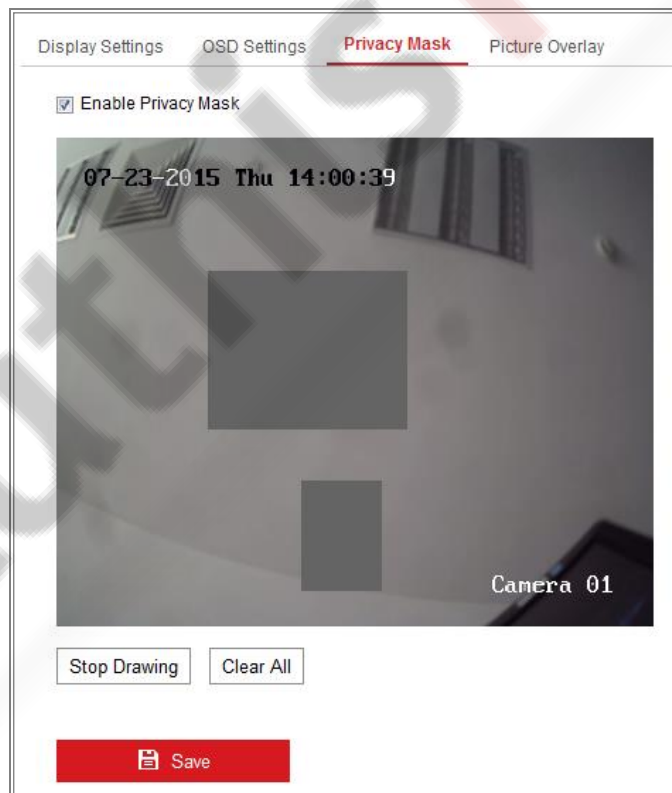 Display Settings OSD Settings Privacy Mask Picture Overlay
Enable Privacy Mask
07-23-2015 Thu 14:00:39
Camera 01
Stop Drawing Clear All
Save